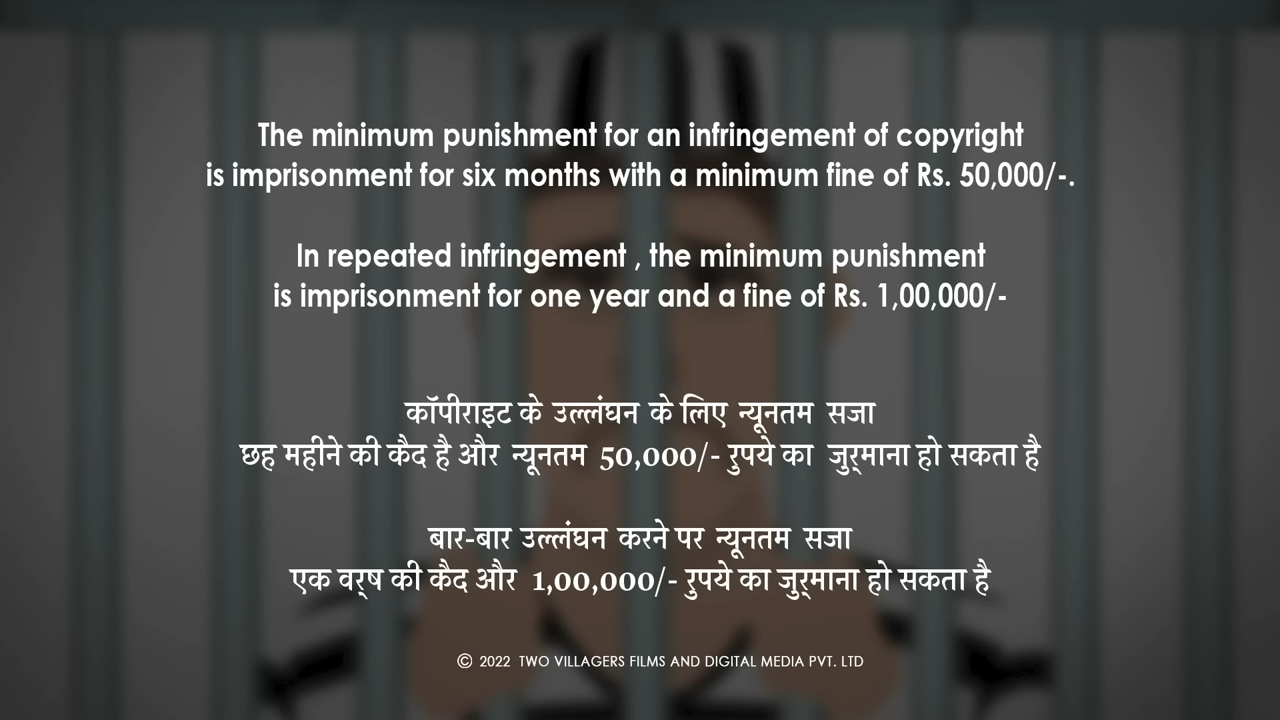 The minimum punishment for an infringement of copyright
is imprisonment for six months with a minimum fine of Rs. 50,000/-.
In repeated infringement , the minimum punishment
is imprisonment for one year and a fine of Rs. 1,00,000/-
कॉपीराइट के उल्लंघन के लिए न्यूनतम सजा
छह महीने की कैद है और न्यूनतम 50,000/- रुपये का जुर्माना हो सकता है
बार-बार उल्लंघन करने पर न्यूनतम सजा
एक वर्ष की कैद और 1,00,000/- रुपये का जुर्माना हो सकता है
© 2022 TWO VILLAGERS FILMS AND DIGITAL MEDIA PVT. LTD